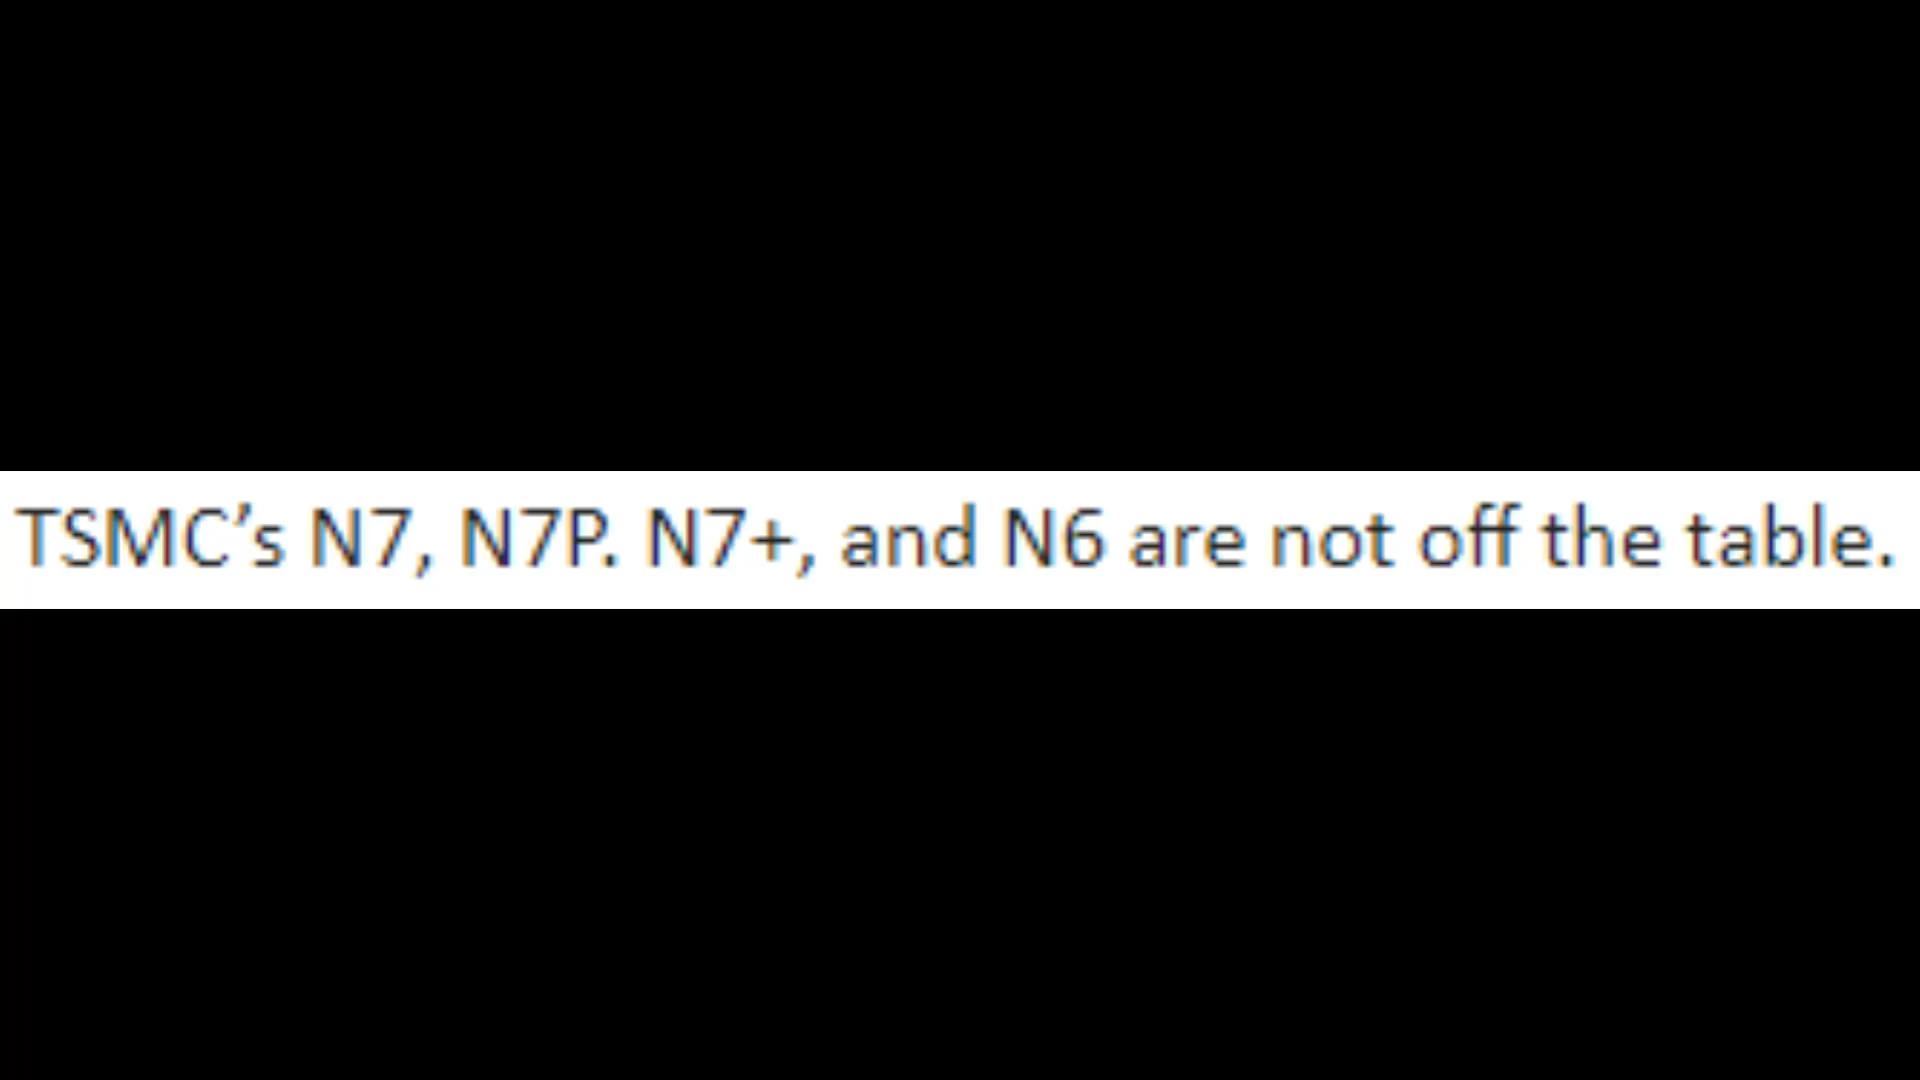 TSMC’s N7, N7P. N7+, and N6 are not off the table.